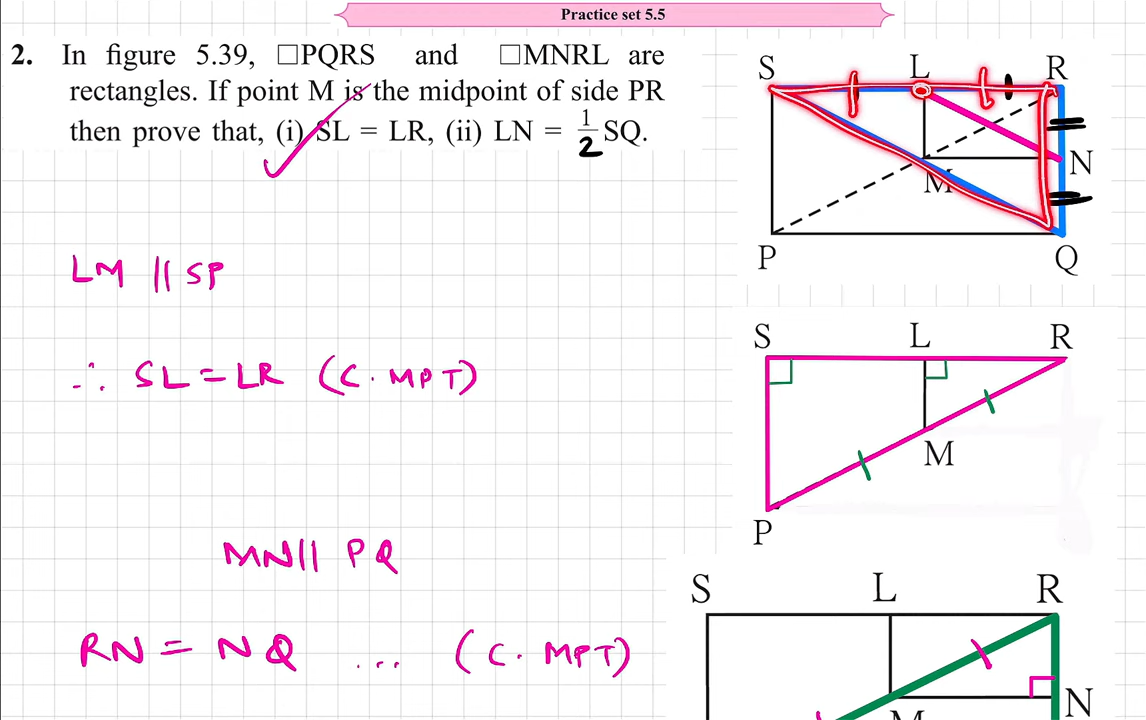 Practice set 5.5
2. In figure 5.39, □PQRS and □MNRL are
rectangles. If point M is the midpoint of side PR
then prove that, (i) SL = LR, (ii) LN = 1/2 SQ.
S L R
N
M
P Q
LM || SP
∴ SL = LR (C. MPT)
S L R
M
P
MN || PQ
RN = NQ ... (C. MPT)
S L R
N
M